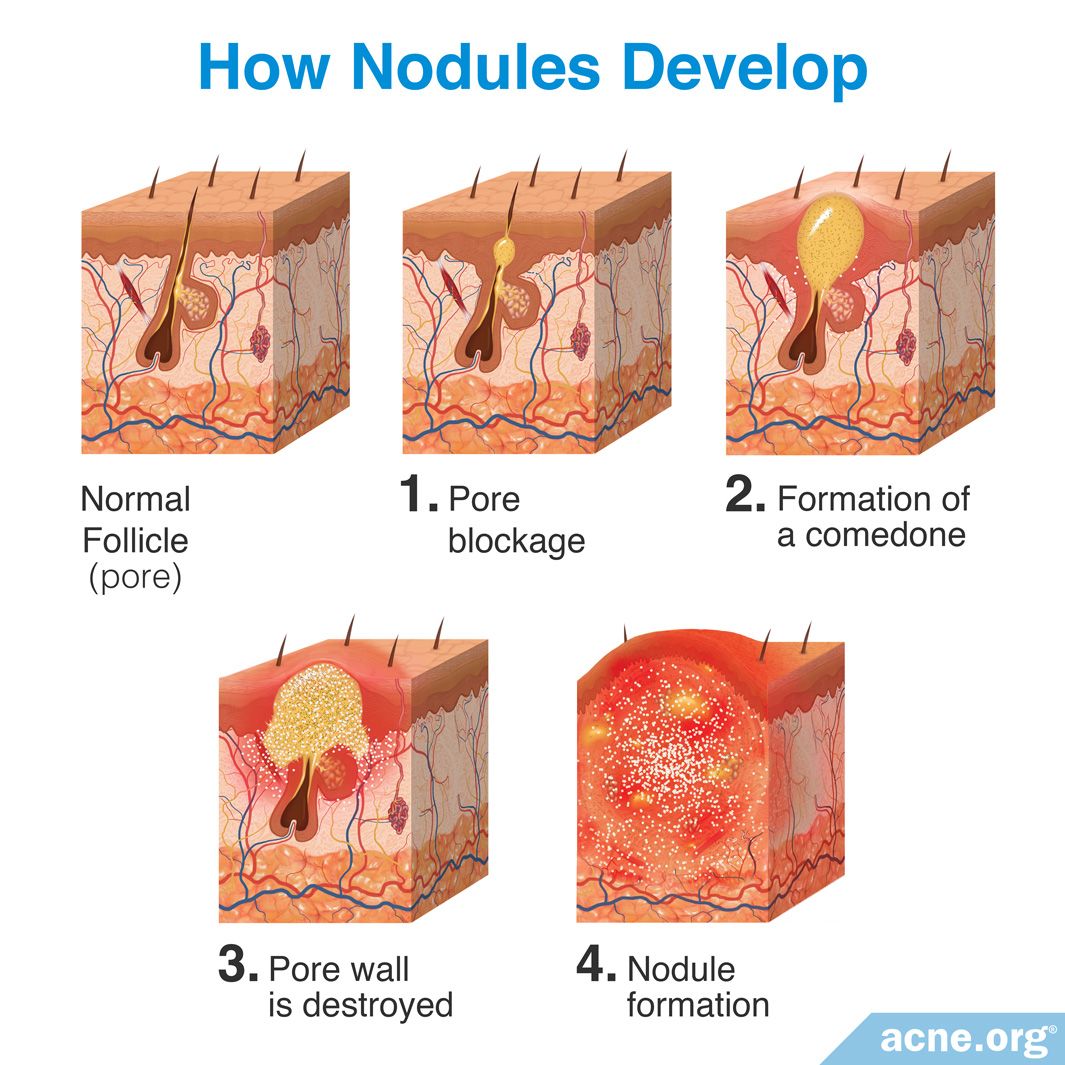 How Nodules Develop
Normal
Follicle
(pore)
1. Pore
blockage
2. Formation of
a comedone
3. Pore wall
is destroyed
4. Nodule
formation
acne.org®